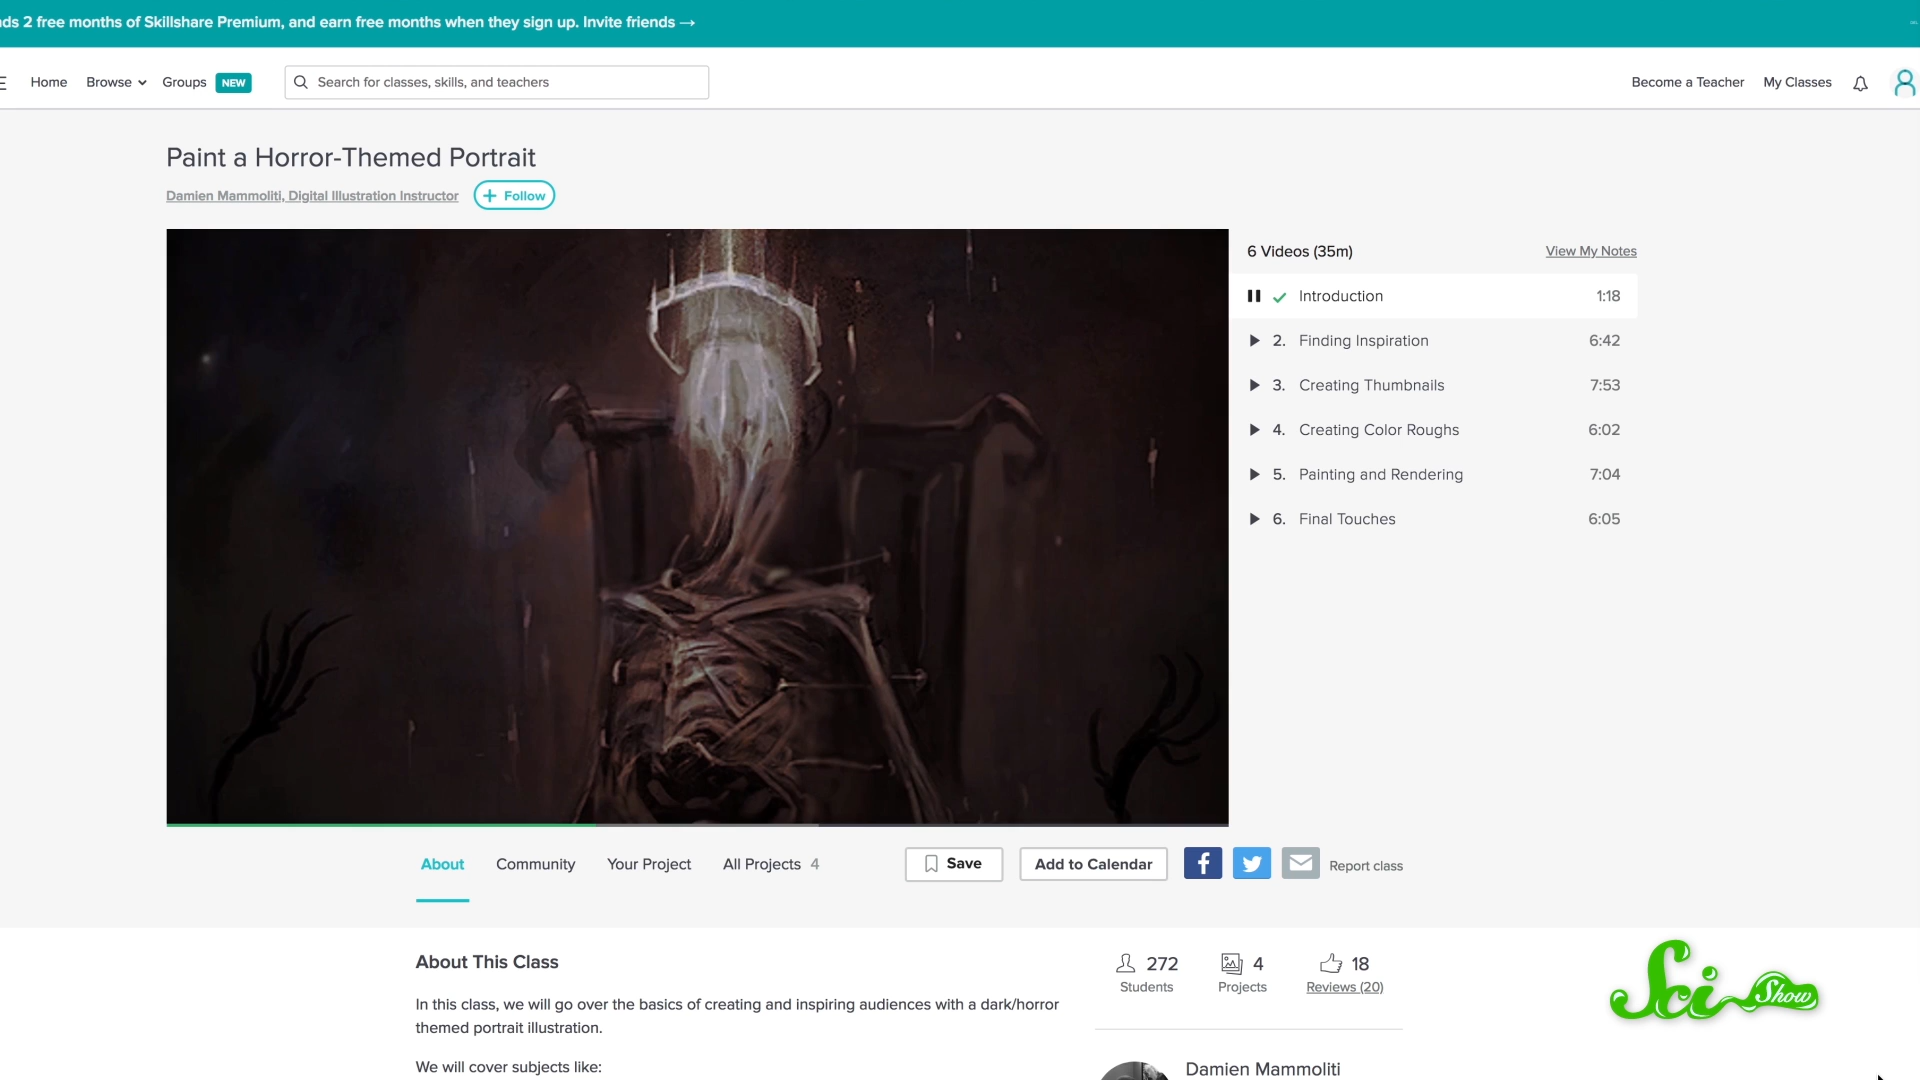 2 free months of Skillshare Premium, and earn free months when they sign up. Invite friends →
Home Browse Groups NEW Search for classes, skills, and teachers Become a Teacher My Classes
Paint a Horror-Themed Portrait
Damien Mammoliti, Digital Illustration Instructor + Follow
6 Videos (35m) View My Notes
Introduction 1:18
2. Finding Inspiration 6:42
3. Creating Thumbnails 7:53
4. Creating Color Roughs 6:02
5. Painting and Rendering 7:04
6. Final Touches 6:05
About Community Your Project All Projects 4 Save Add to Calendar f Report class
About This Class
272 4 18
Students Projects Reviews (20)
In this class, we will go over the basics of creating and inspiring audiences with a dark/horror
themed portrait illustration.
We will cover subjects like:
Damien Mammoliti
Sci Show